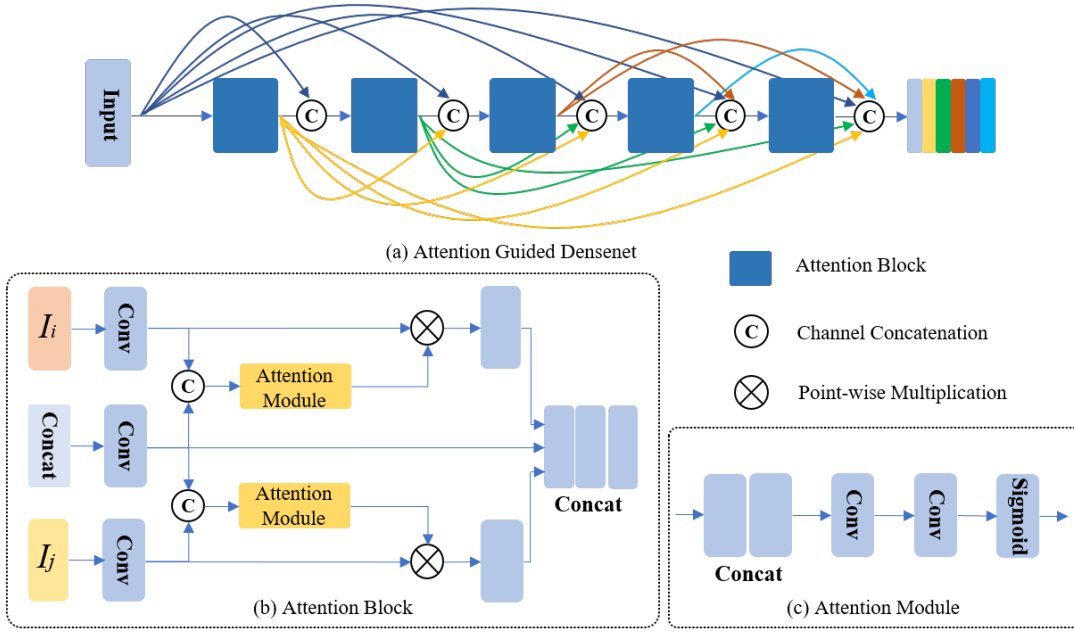 Input
C
C
C
C
C
(a) Attention Guided Densenet
Attention Block
C
Channel Concatenation
Point-wise Multiplication
Ii
Conv
C
Attention
Module
Concat
Conv
C
Attention
Module
Ij
Conv
Concat
(b) Attention Block
Concat
Conv
Conv
Sigmoid
(c) Attention Module